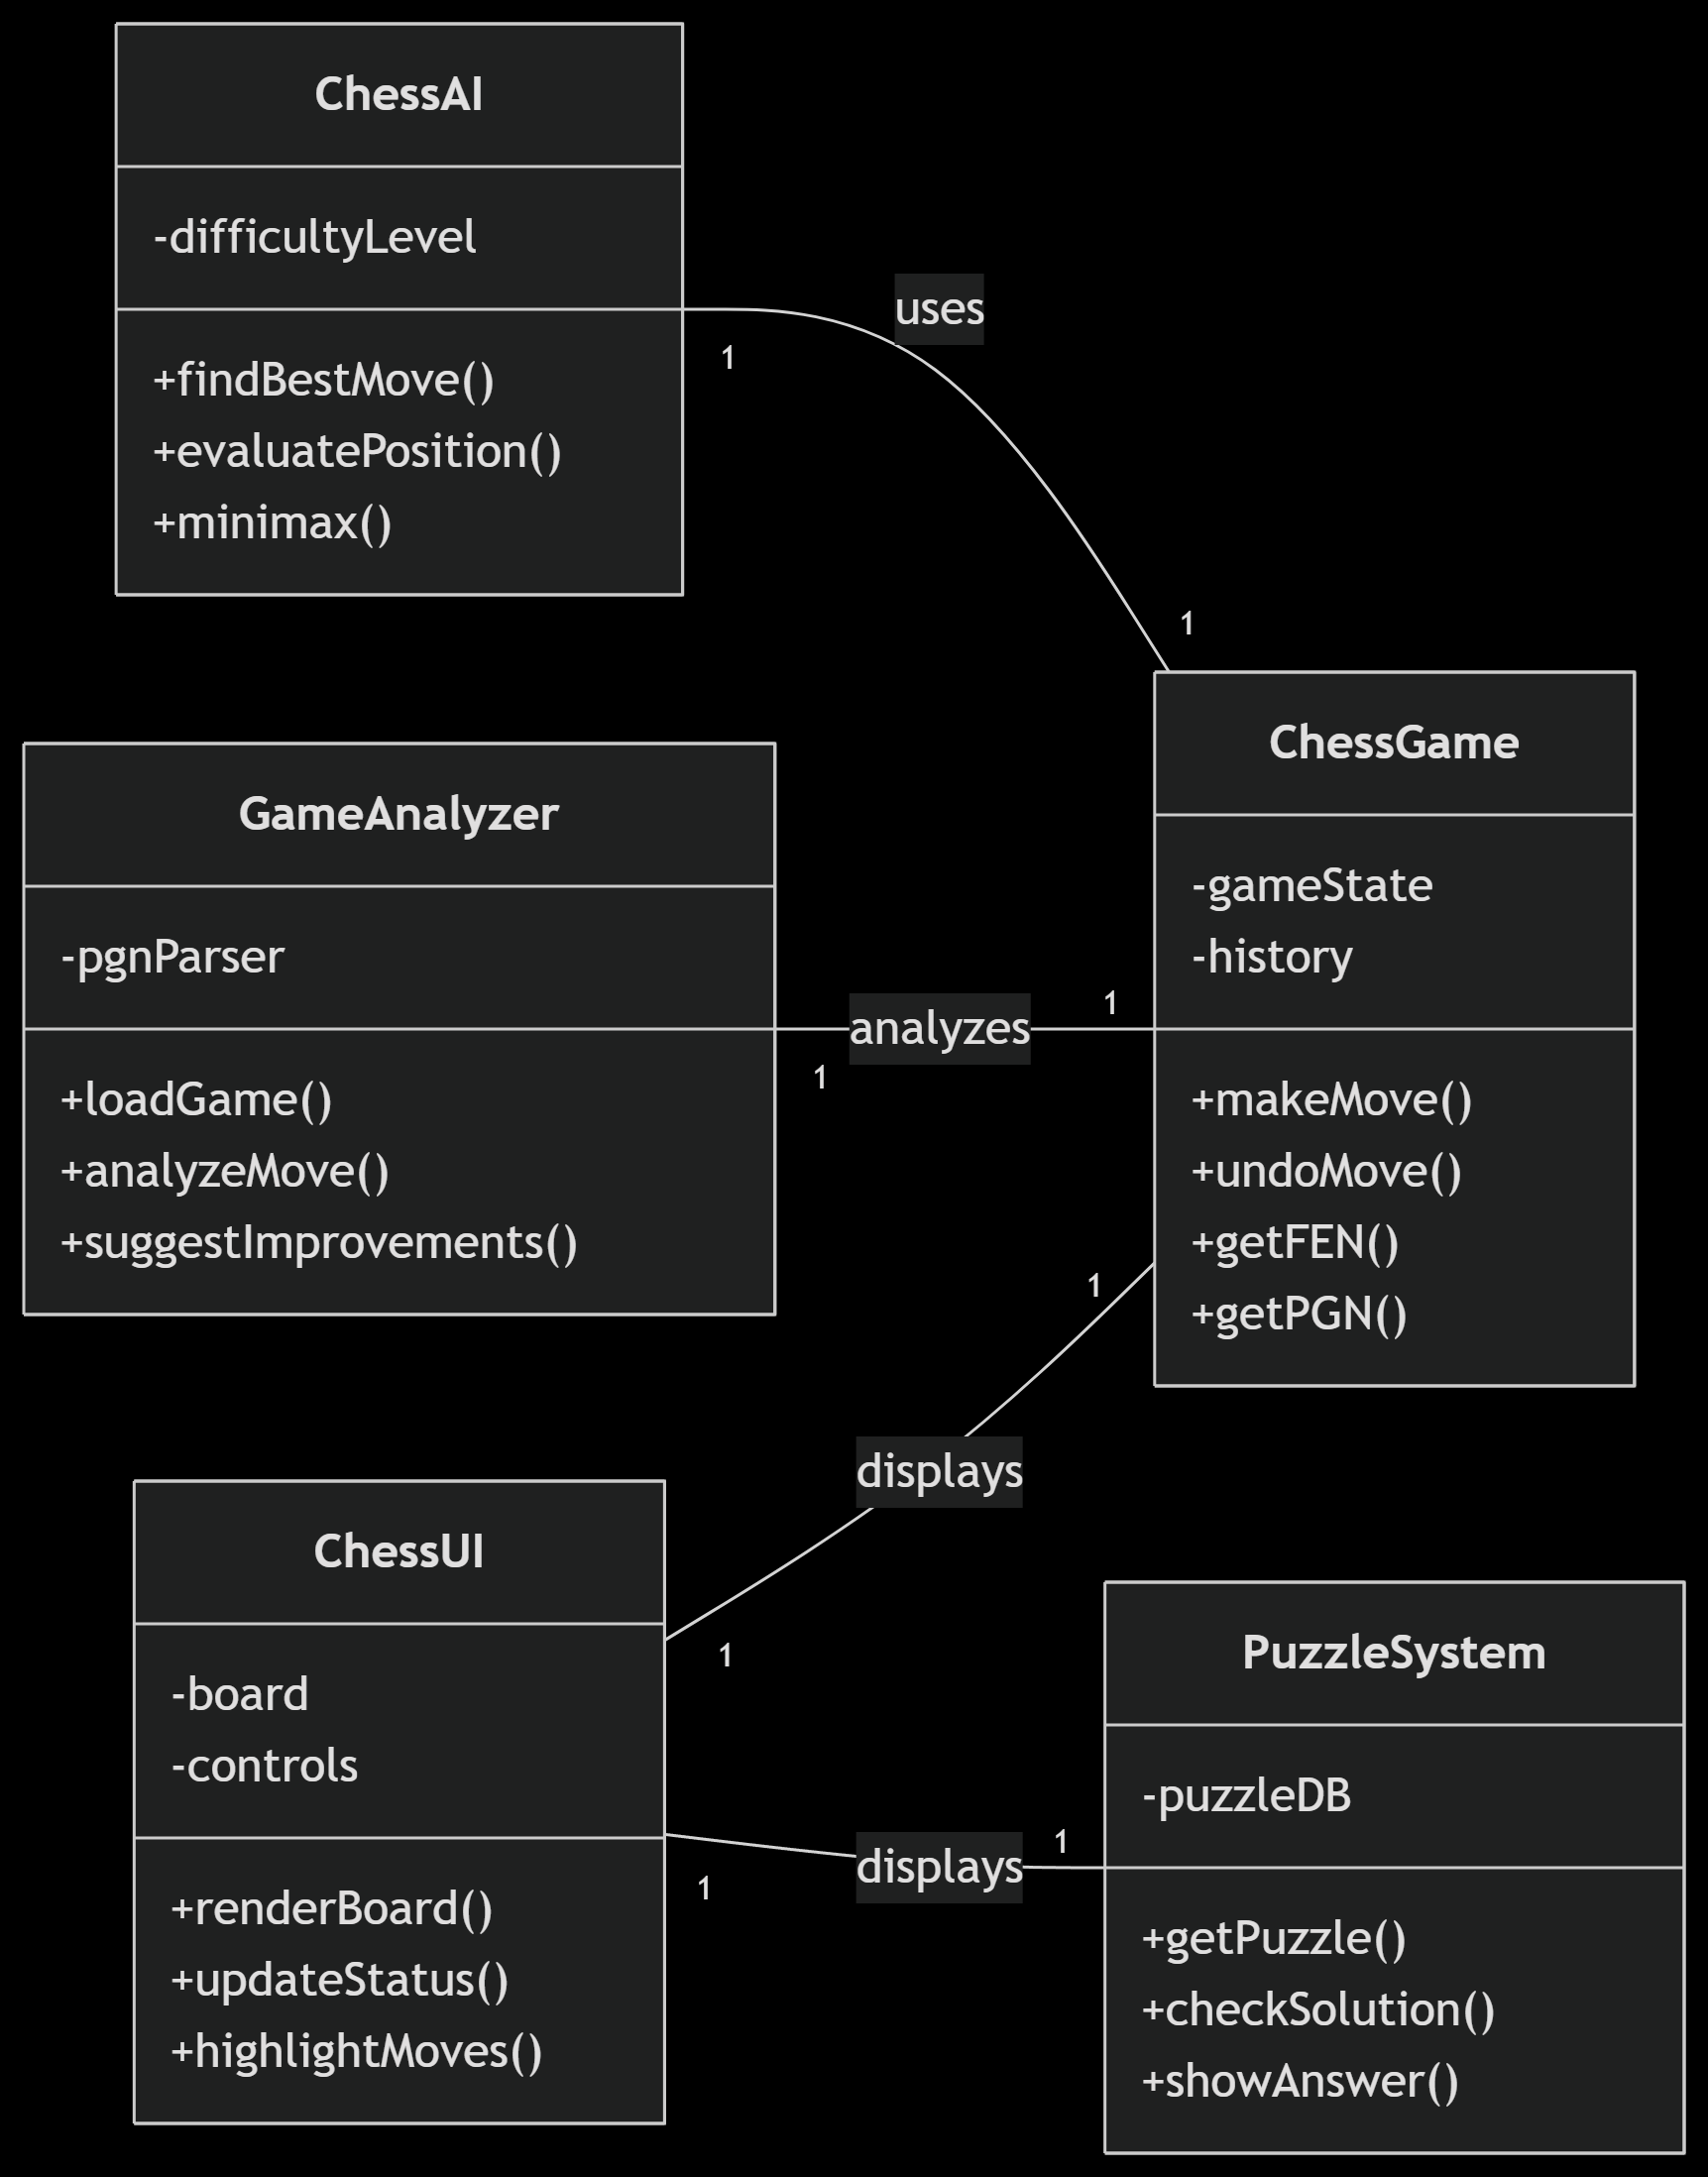 ChessAI
-difficultyLevel
+findBestMove()
+evaluatePosition()
+minimax()
uses
1
1
GameAnalyzer
-pgnParser
+loadGame()
+analyzeMove()
+suggestImprovements()
analyzes
1
1
ChessGame
-gameState
-history
+makeMove()
+undoMove()
+getFEN()
+getPGN()
displays
1
1
ChessUI
-board
-controls
+renderBoard()
+updateStatus()
+highlightMoves()
displays
1
1
PuzzleSystem
-puzzleDB
+getPuzzle()
+checkSolution()
+showAnswer()